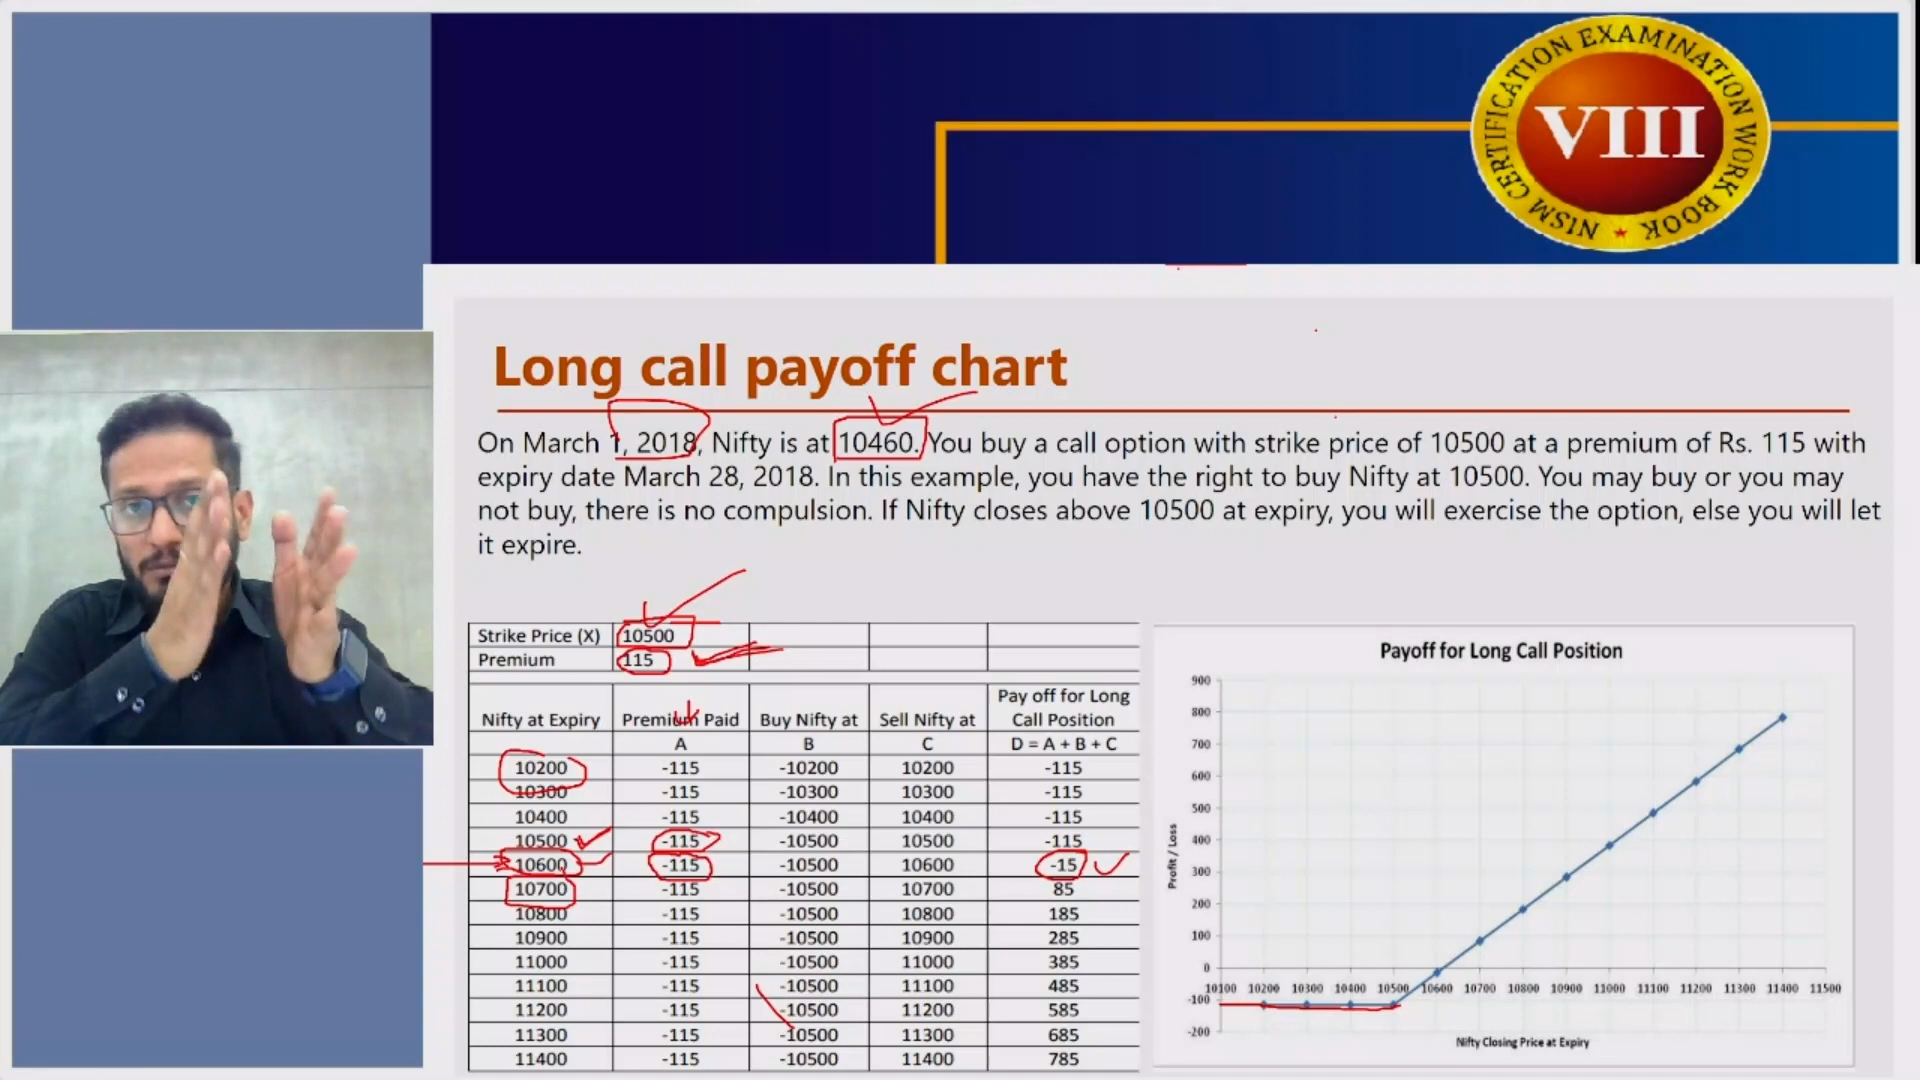 NISM CERTIFICATION EXAMINATION WORK BOOK
VIII
Long call payoff chart
On March 1, 2018, Nifty is at 10460. You buy a call option with strike price of 10500 at a premium of Rs. 115 with
expiry date March 28, 2018. In this example, you have the right to buy Nifty at 10500. You may buy or you may
not buy, there is no compulsion. If Nifty closes above 10500 at expiry, you will exercise the option, else you will let
it expire.
Strike Price (X) 10500
Premium 115
Nifty at Expiry Premium Paid Buy Nifty at Sell Nifty at Pay off for Long Call Position
A B C D = A + B + C
10200 -115 -10200 10200 -115
10300 -115 -10300 10300 -115
10400 -115 -10400 10400 -115
10500 -115 -10500 10500 -115
10600 -115 -10500 10600 -15
10700 -115 -10500 10700 85
10800 -115 -10500 10800 185
10900 -115 -10500 10900 285
11000 -115 -10500 11000 385
11100 -115 -10500 11100 485
11200 -115 -10500 11200 585
11300 -115 -10500 11300 685
11400 -115 -10500 11400 785
Payoff for Long Call Position
900
800
700
600
500
400
300
200
100
0
-100
-200
10100 10200 10300 10400 10500 10600 10700 10800 10900 11000 11100 11200 11300 11400 11500
Profit / Loss
Nifty Closing Price at Expiry